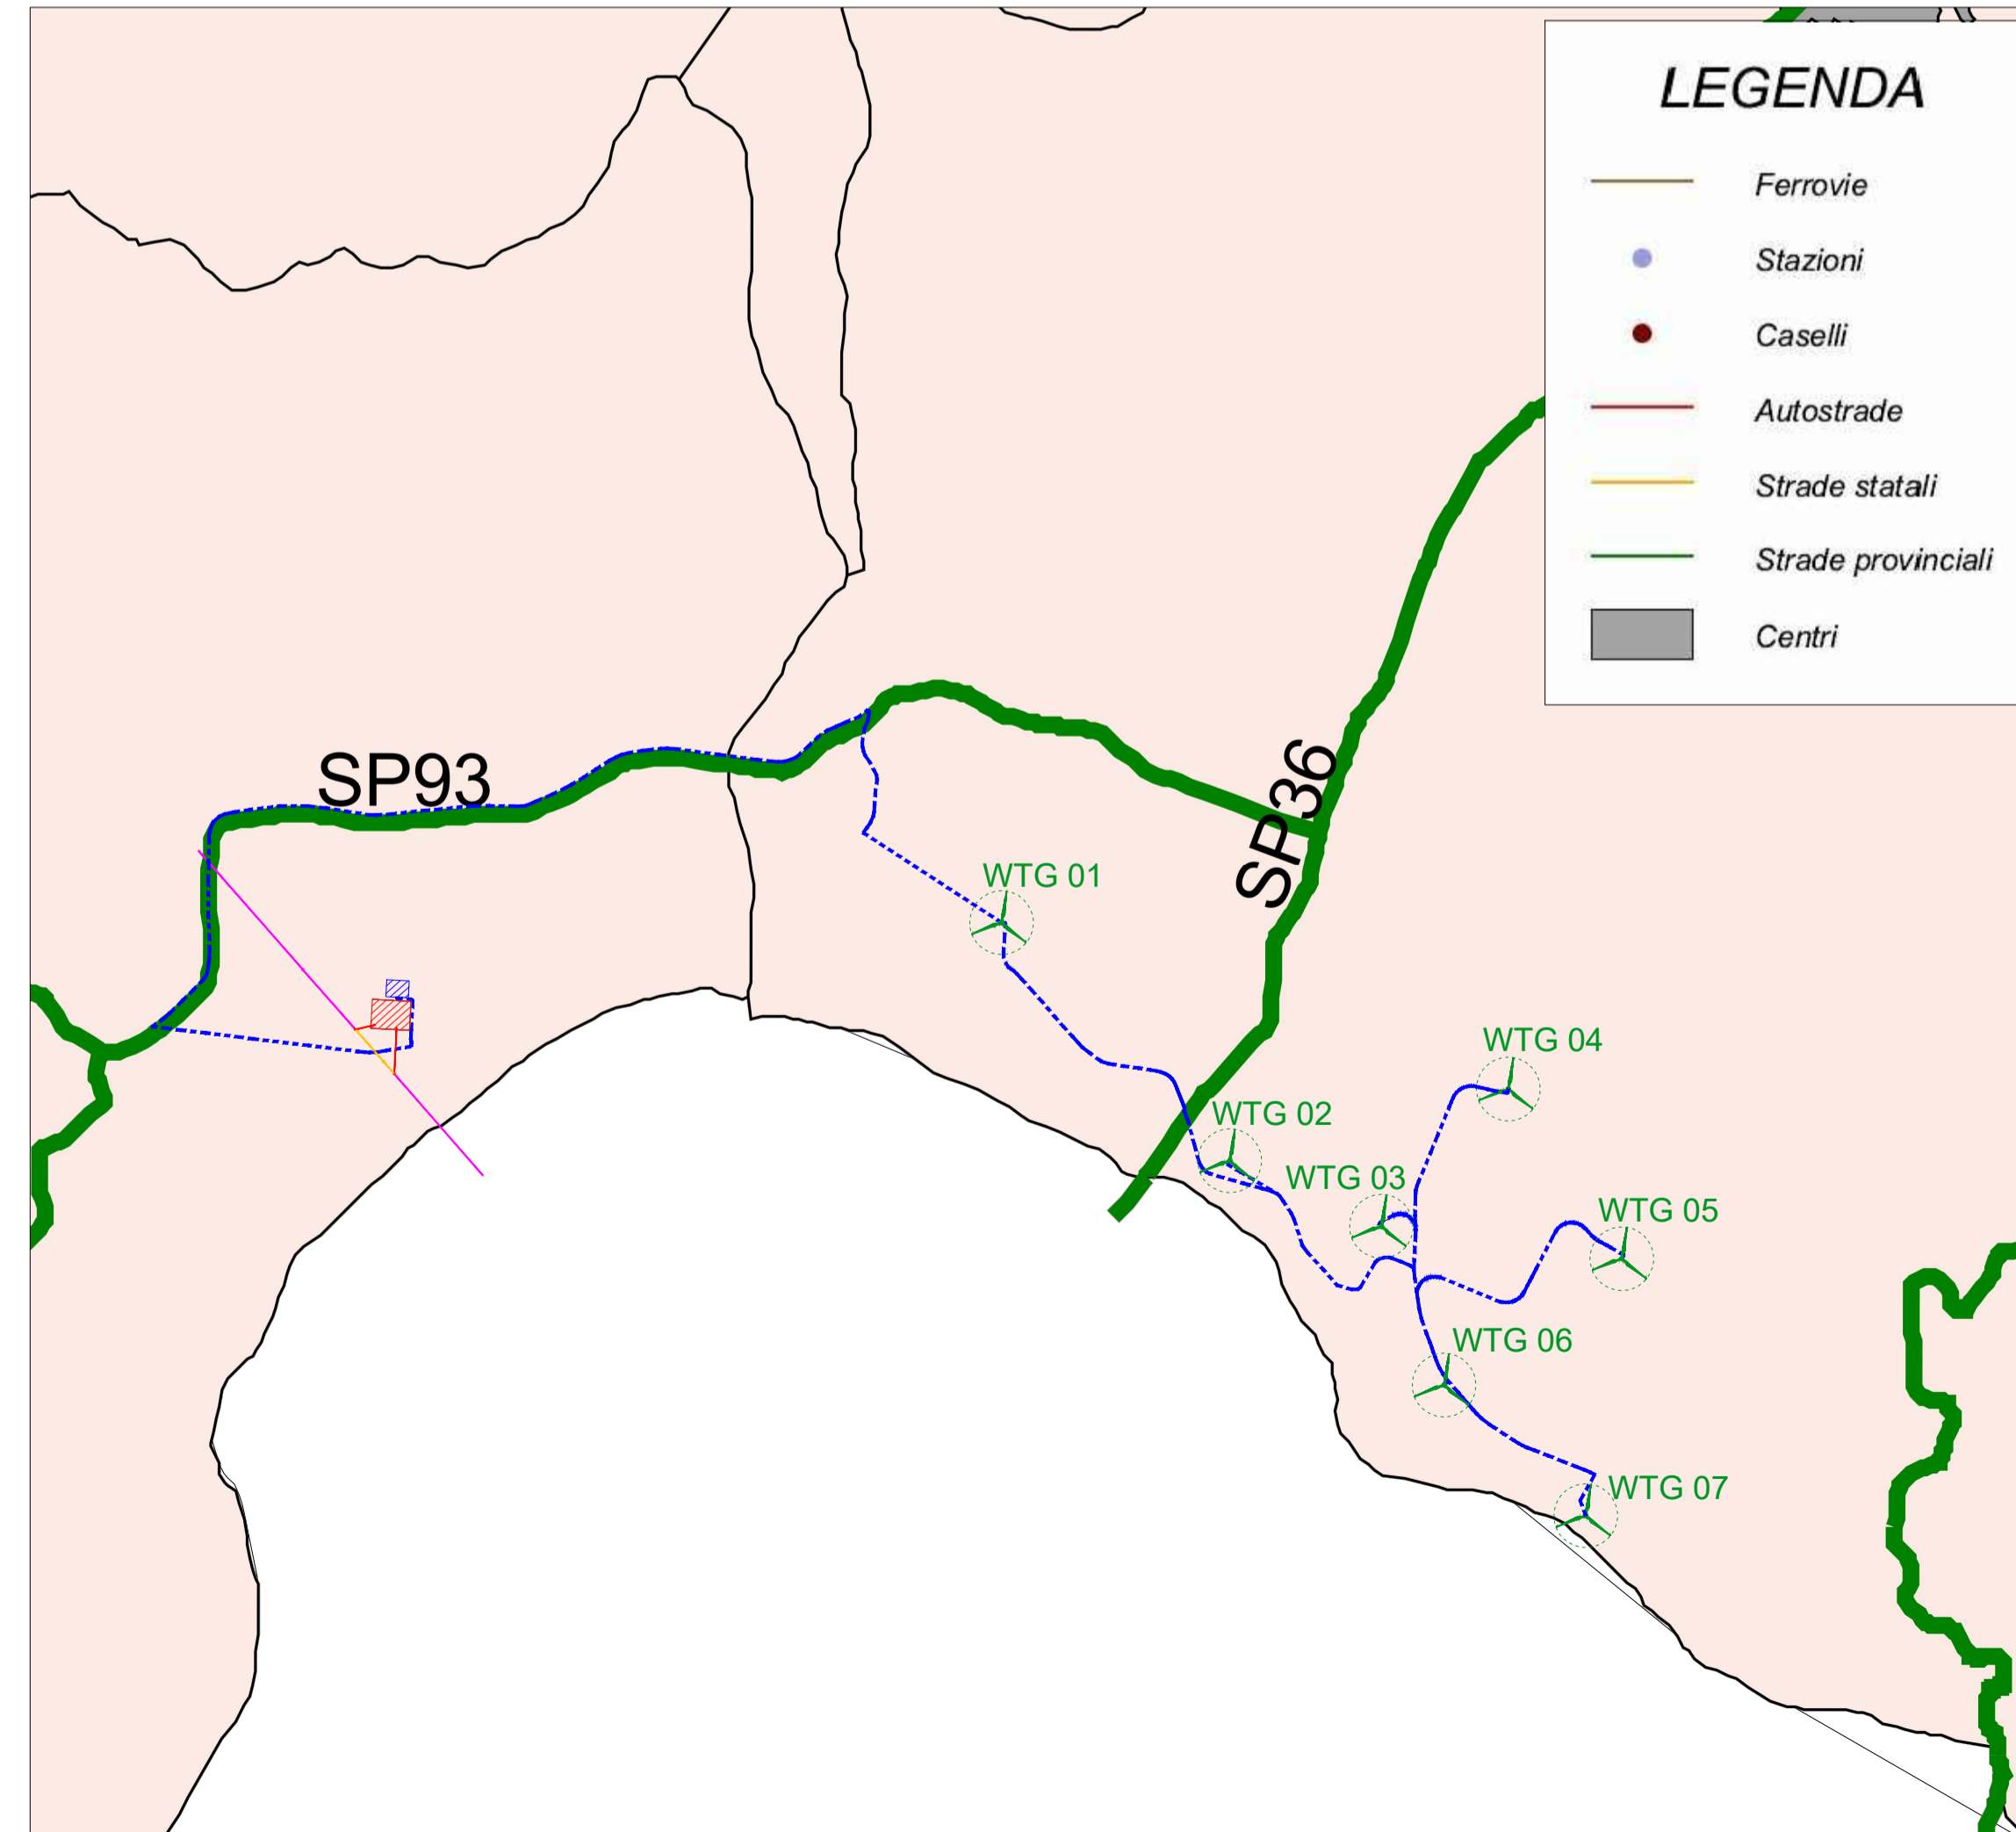 LEGENDA
Ferrovie
Stazioni
Caselli
Autostrade
Strade statali
Strade provinciali
Centri
SP93
SP36
WTG 01
WTG 02
WTG 03
WTG 04
WTG 05
WTG 06
WTG 07